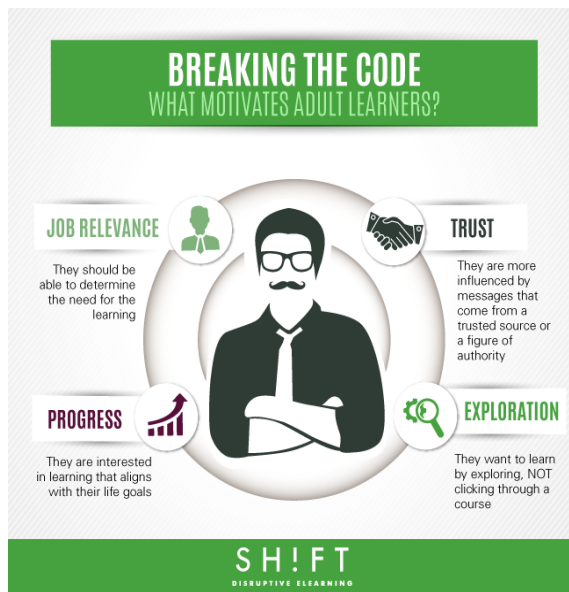 BREAKING THE CODE
WHAT MOTIVATES ADULT LEARNERS?
JOB RELEVANCE
They should be
able to determine
the need for the
learning
TRUST
They are more
influenced by
messages that
come from a
trusted source or
a figure of
authority
PROGRESS
They are interested
in learning that aligns
with their life goals
EXPLORATION
They want to learn
by exploring, NOT
clicking through a
course
SH!FT
DISRUPTIVE ELEARNING